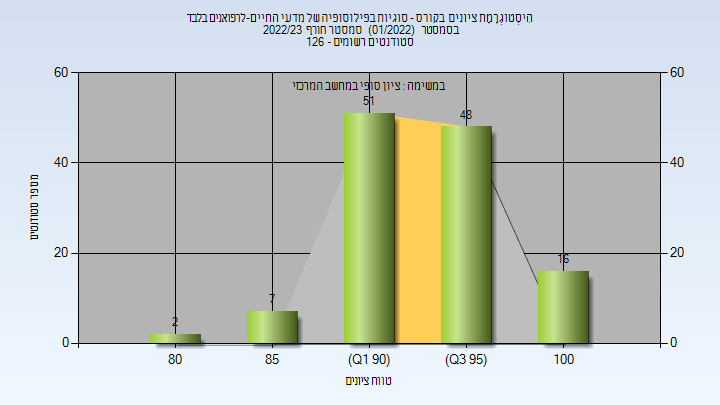 הִיסְטוֹגְרָמַת ציונים בקורס - סוגיות בפילוסופיה של מדעי החיים-לרפואנים בלבד
בסמסטר (01/2022) סמסטר חורף 2022/23
סטודנטים רשומים - 126
במשימה : ציון סופי במחשב המרכזי
60
60
51
48
40
40
מספר סטודנטים
20
20
16
7
2
0
0
80
85
(Q1 90)
(Q3 95)
100
טווח ציונים